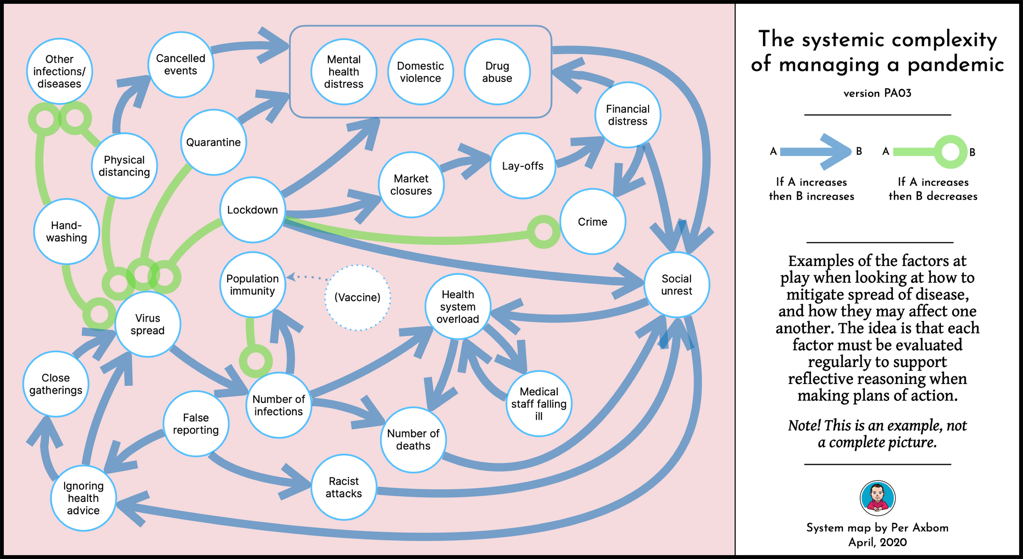 The systemic complexity
of managing a pandemic
version PA03
A
B
If A increases
then B increases
A
B
If A increases
then B decreases
Examples of the factors at
play when looking at how to
mitigate spread of disease,
and how they may affect one
another. The idea is that each
factor must be evaluated
regularly to support
reflective reasoning when
making plans of action.
Note! This is an example, not
a complete picture.
System map by Per Axbom
April, 2020
Other
infections/
diseases
Cancelled
events
Mental
health
distress
Domestic
violence
Drug
abuse
Financial
distress
Quarantine
Physical
distancing
Lay-offs
Market
closures
Lockdown
Crime
Hand-
washing
Population
immunity
(Vaccine)
Health
system
overload
Social
unrest
Virus
spread
Close
gatherings
Number of
infections
Medical
staff falling
ill
False
reporting
Number of
deaths
Racist
attacks
Ignoring
health
advice